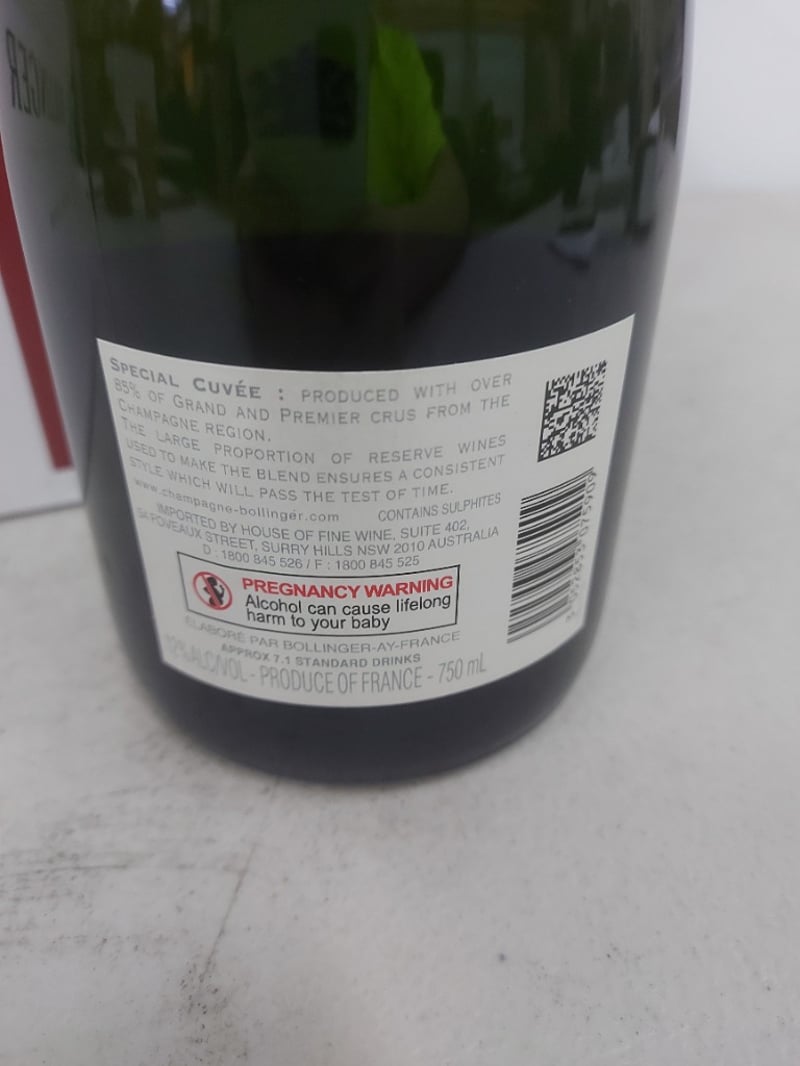 SPECIAL CUVÉE : PRODUCED WITH OVER
85% OF GRAND AND PREMIER CRUS FROM THE
CHAMPAGNE REGION.
THE LARGE PROPORTION OF RESERVE WINES
USED TO MAKE THE BLEND ENSURES A CONSISTENT
STYLE WHICH WILL PASS THE TEST OF TIME.
www.champagne-bollinger.com CONTAINS SULPHITES
IMPORTED BY HOUSE OF FINE WINE, SUITE 402,
54 FOVEAUX STREET, SURRY HILLS NSW 2010 AUSTRALIA
D : 1800 845 526 / F : 1800 845 525
PREGNANCY WARNING
Alcohol can cause lifelong
harm to your baby
ÉLABORÉ PAR BOLLINGER-AY-FRANCE
APPROX 7.1 STANDARD DRINKS
12%ALC/VOL - PRODUCE OF FRANCE - 750 mL